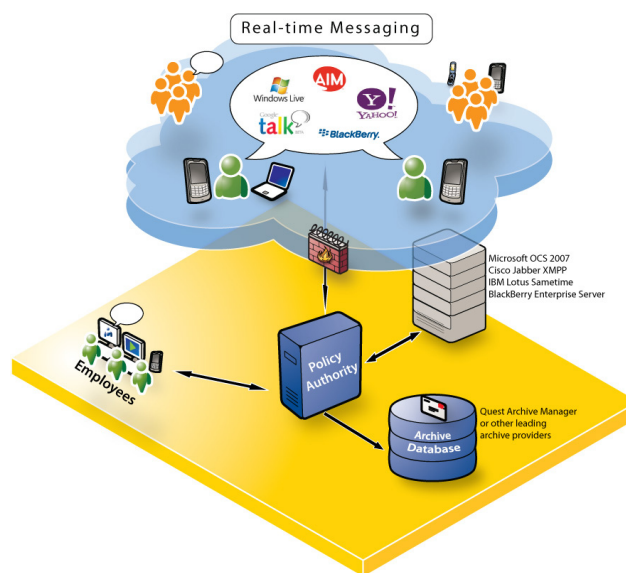 Real-time Messaging
AIM
Windows Live
Y!
YAHOO!
Google
talk
BlackBerry.
Microsoft OCS 2007
Cisco Jabber XMPP
IBM Lotus Sametime
BlackBerry Enterprise Server
Policy
Authority
Employees
Quest Archive Manager
or other leading
archive providers
Archive
Database